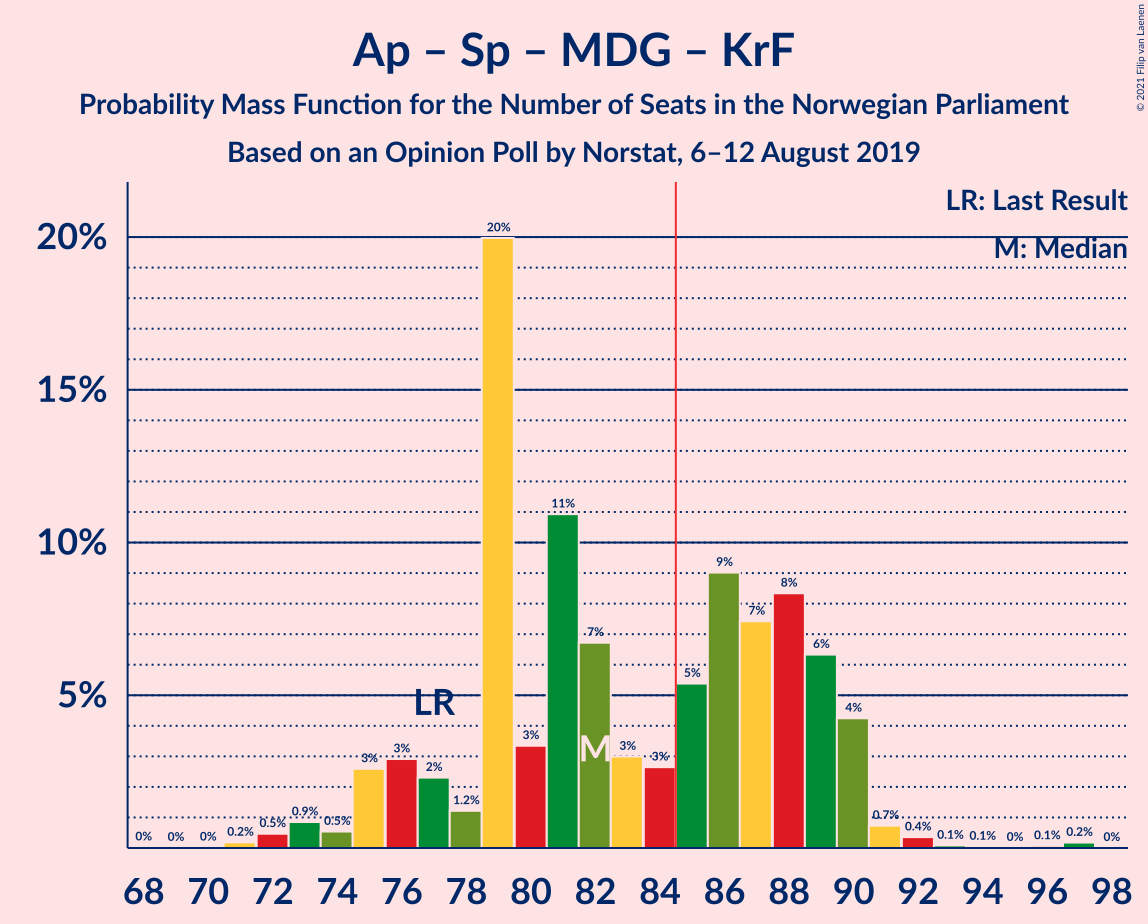 Ap – Sp – MDG – KrF
Probability Mass Function for the Number of Seats in the Norwegian Parliament
Based on an Opinion Poll by Norstat, 6–12 August 2019
© 2021 Filip van Laenen
LR: Last Result
M: Median
20%
15%
10%
5%
0% 0% 0% 0.2% 0.5% 0.9% 0.5% 3% 3% 2% 1.2% 20% 3% 11% 7% 3% 3% 5% 9% 7% 8% 6% 4% 0.7% 0.4% 0.1% 0.1% 0% 0.1% 0.2% 0%
LR
M
68 70 72 74 76 78 80 82 84 86 88 90 92 94 96 98